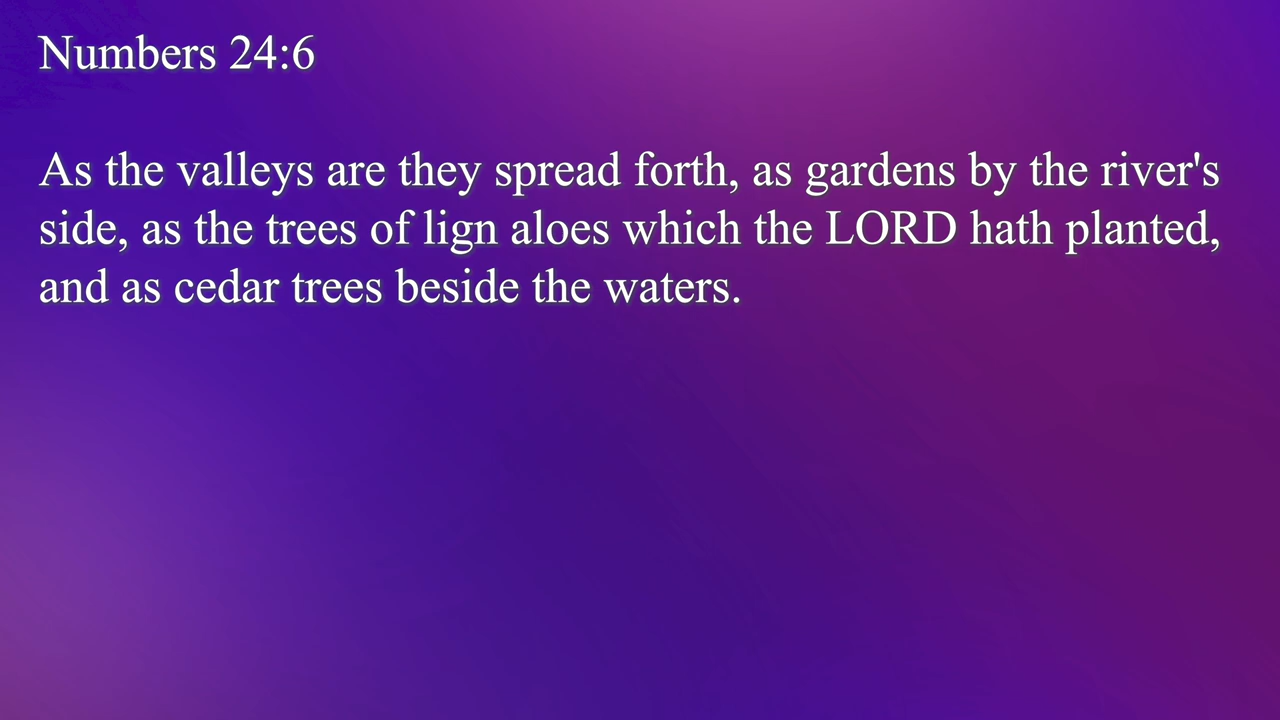 Numbers 24:6
As the valleys are they spread forth, as gardens by the river's
side, as the trees of lign aloes which the LORD hath planted,
and as cedar trees beside the waters.